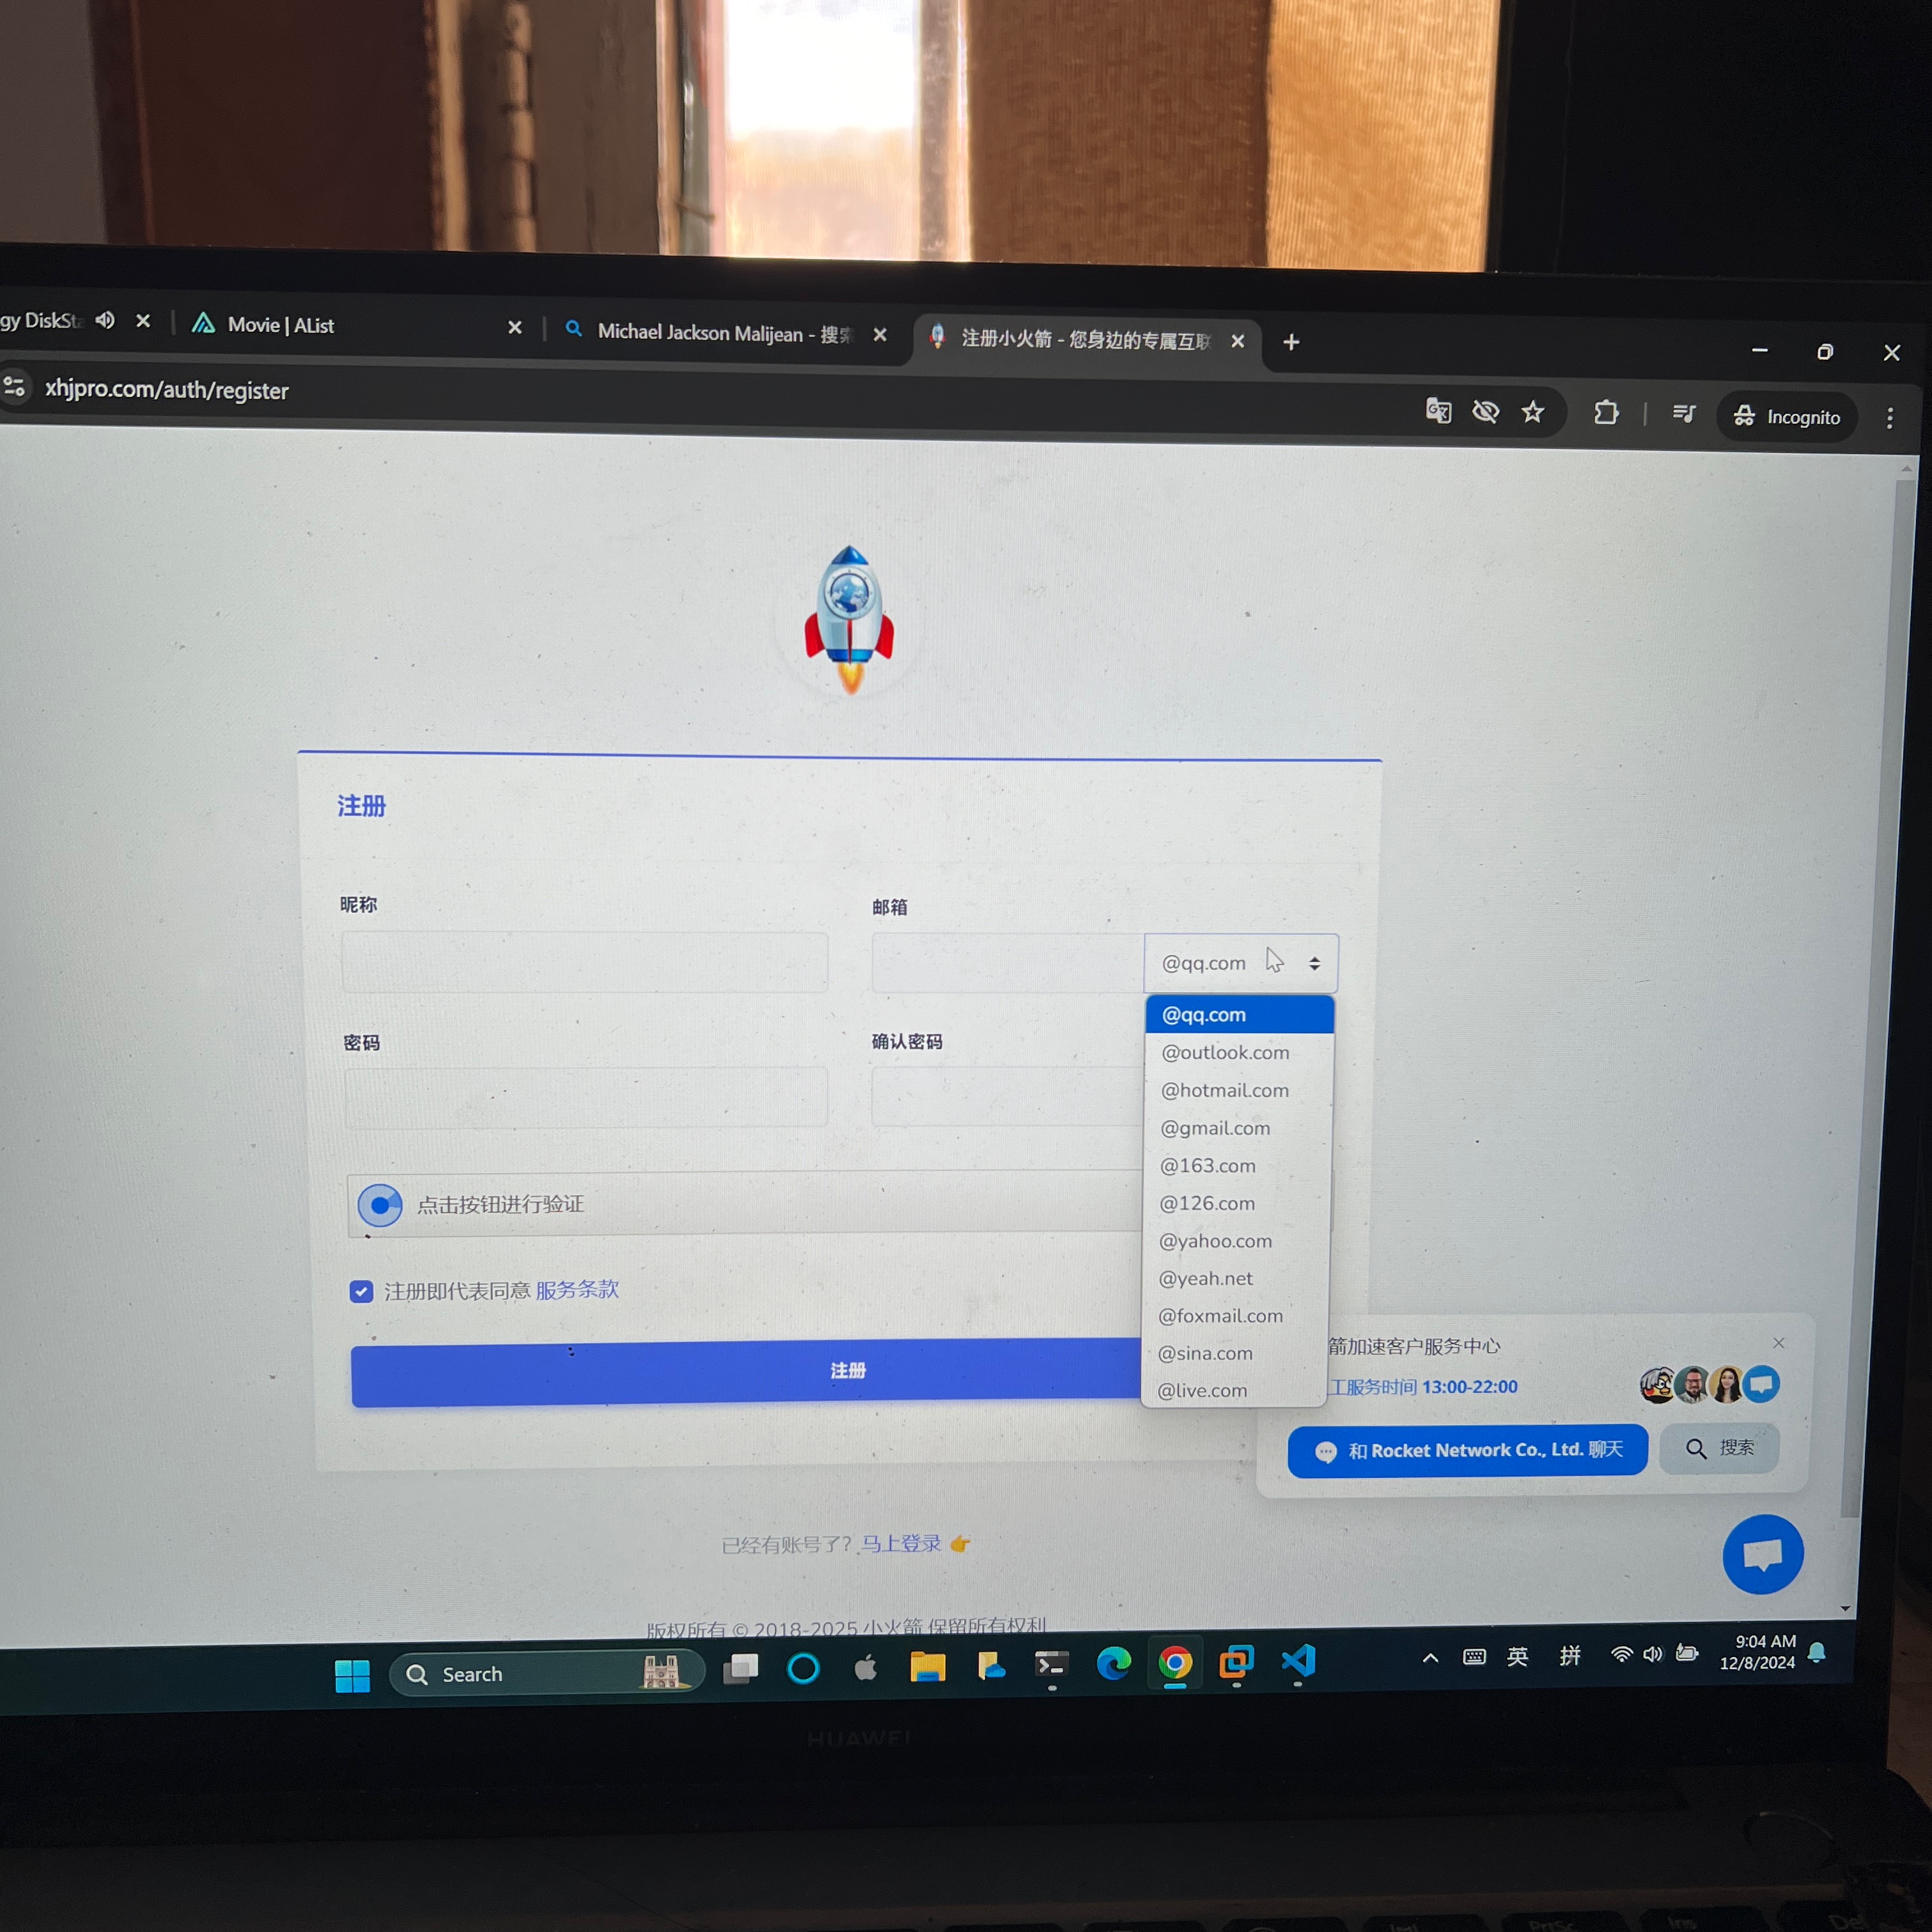 gy DiskSta
Movie | AList
Michael Jackson Malijean - 搜索
注册小火箭 - 您身边的专属互联
xhjpro.com/auth/register
Incognito
注册
昵称
邮箱
@qq.com
@qq.com
@outlook.com
@hotmail.com
@gmail.com
@163.com
@126.com
@yahoo.com
@yeah.net
@foxmail.com
@sina.com
@live.com
密码
确认密码
点击按钮进行验证
注册即代表同意 服务条款
注册
箭加速客户服务中心
工服务时间 13:00-22:00
和 Rocket Network Co., Ltd. 聊天
搜索
已经有账号了? 马上登录 👉
版权所有 © 2018-2025 小火箭 保留所有权利
Search
英
拼
9:04 AM
12/8/2024
HUAWEI
PrtSc
Ins